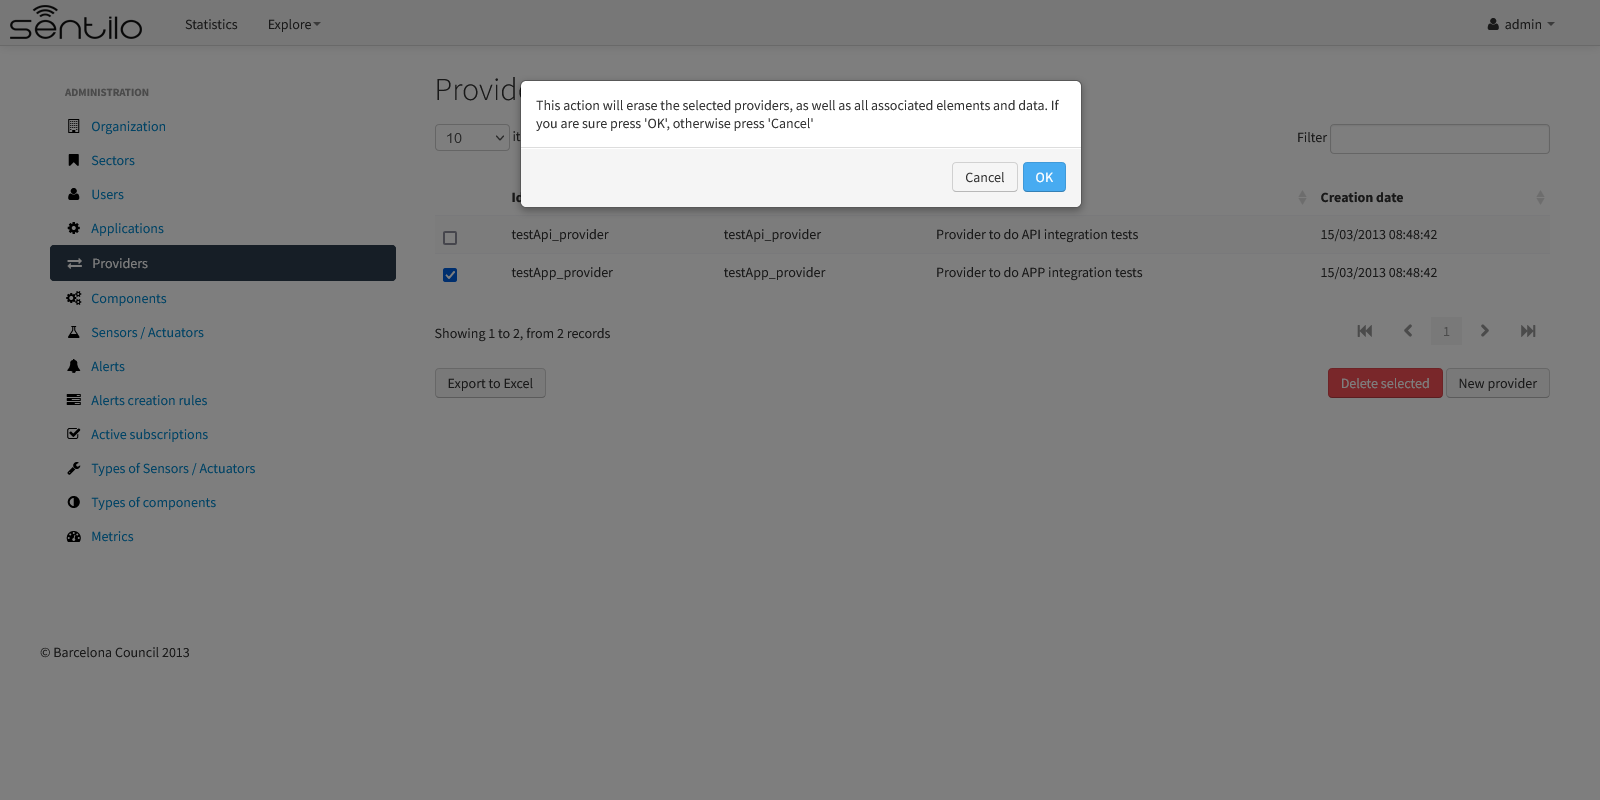 sentilo
Statistics
Explore
admin
ADMINISTRATION
Organization
Sectors
Users
Applications
Providers
Components
Sensors / Actuators
Alerts
Alerts creation rules
Active subscriptions
Types of Sensors / Actuators
Types of components
Metrics
This action will erase the selected providers, as well as all associated elements and data. If
you are sure press 'OK', otherwise press 'Cancel'
Cancel
OK
10
Filter
Creation date
testApi_provider testApi_provider Provider to do API integration tests 15/03/2013 08:48:42
testApp_provider testApp_provider Provider to do APP integration tests 15/03/2013 08:48:42
Showing 1 to 2, from 2 records
1
Export to Excel
Delete selected
New provider
© Barcelona Council 2013